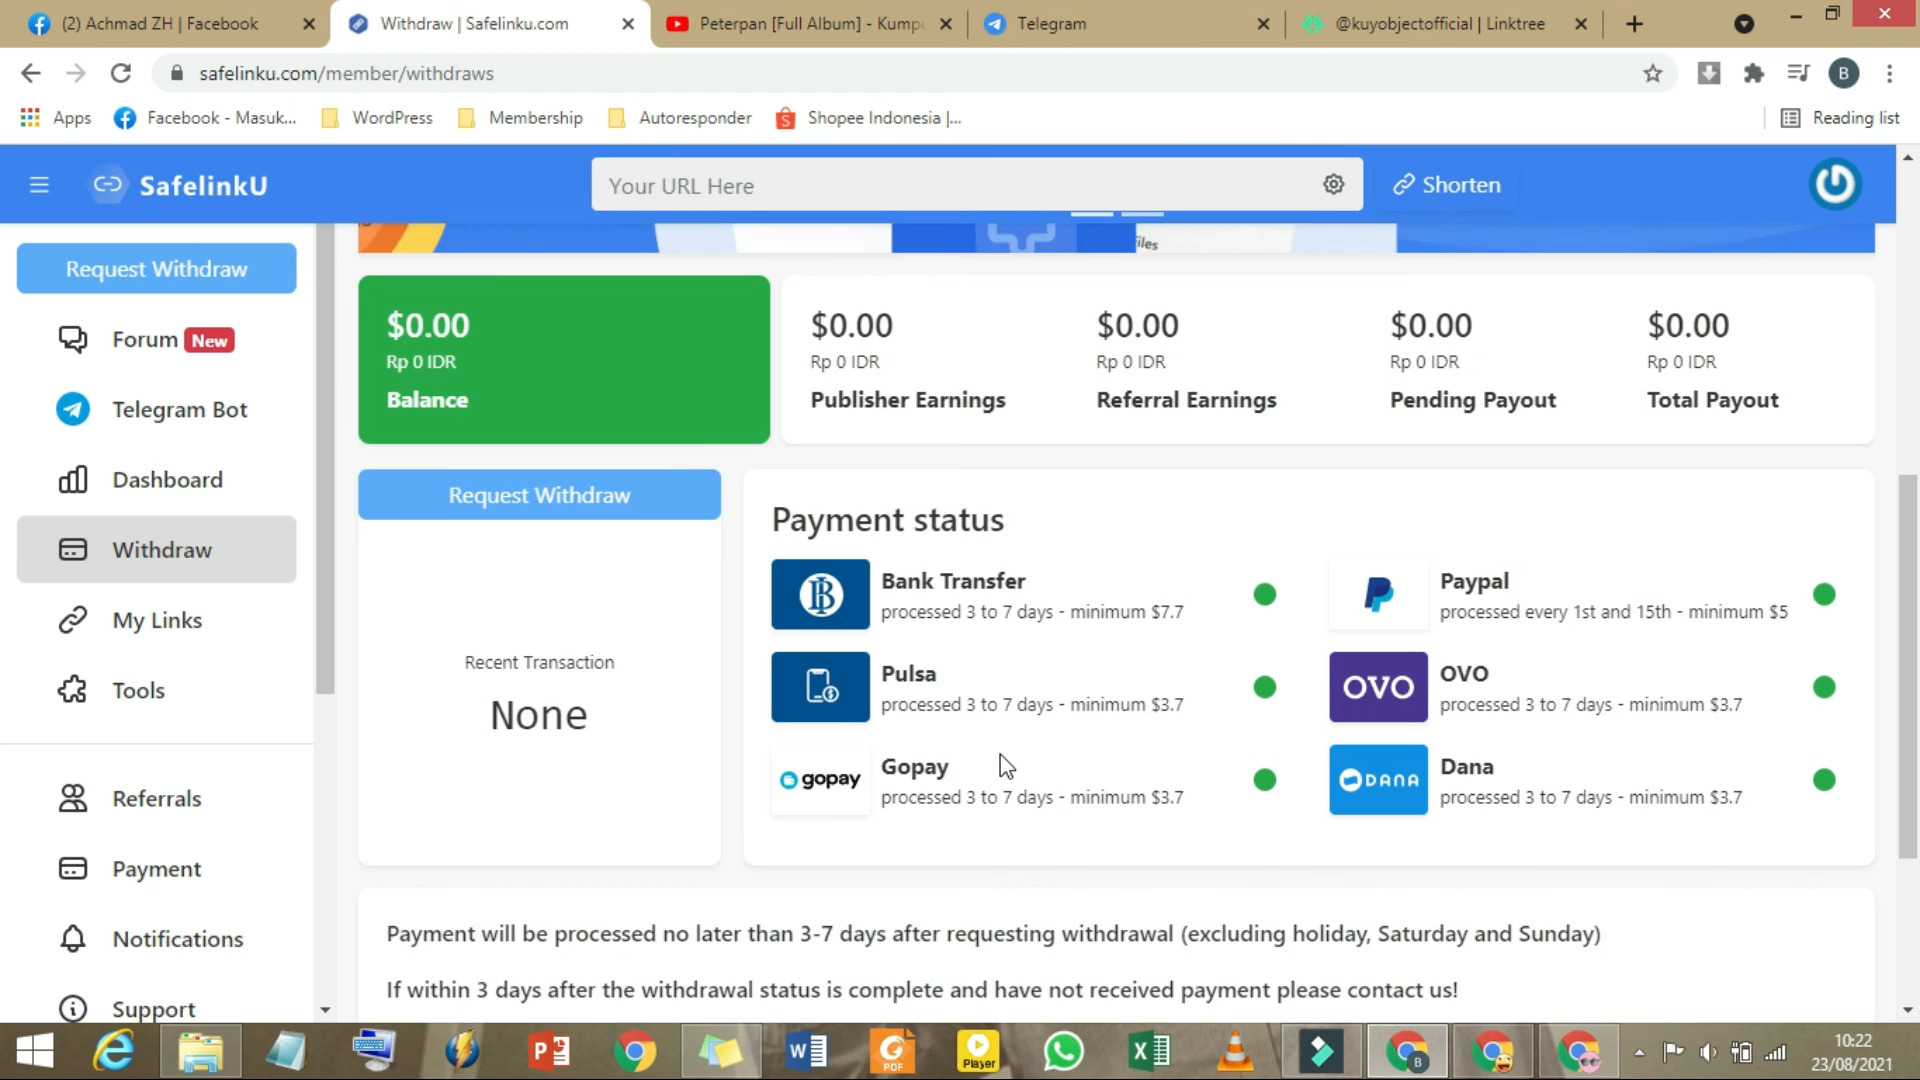 (2) Achmad ZH | Facebook
Withdraw | Safelinku.com
Peterpan [Full Album] - Kumpu
Telegram
@kuyobjectofficial | Linktree
safelinku.com/member/withdraws
B
Apps
Facebook - Masuk...
WordPress
Membership
Autoresponder
Shopee Indonesia |...
Reading list
SafelinkU
Your URL Here
Shorten
iles
Request Withdraw
Forum New
Telegram Bot
Dashboard
Withdraw
My Links
Tools
Referrals
Payment
Notifications
Support
$0.00
Rp 0 IDR
Balance
$0.00
Rp 0 IDR
Publisher Earnings
$0.00
Rp 0 IDR
Referral Earnings
$0.00
Rp 0 IDR
Pending Payout
$0.00
Rp 0 IDR
Total Payout
Request Withdraw
Recent Transaction
None
Payment status
Bank Transfer
processed 3 to 7 days - minimum $7.7
Paypal
processed every 1st and 15th - minimum $5
Pulsa
processed 3 to 7 days - minimum $3.7
OVO
OVO
processed 3 to 7 days - minimum $3.7
gopay
Gopay
processed 3 to 7 days - minimum $3.7
DANA
Dana
processed 3 to 7 days - minimum $3.7
Payment will be processed no later than 3-7 days after requesting withdrawal (excluding holiday, Saturday and Sunday)
If within 3 days after the withdrawal status is complete and have not received payment please contact us!
PDF
Player
B
10:22
23/08/2021